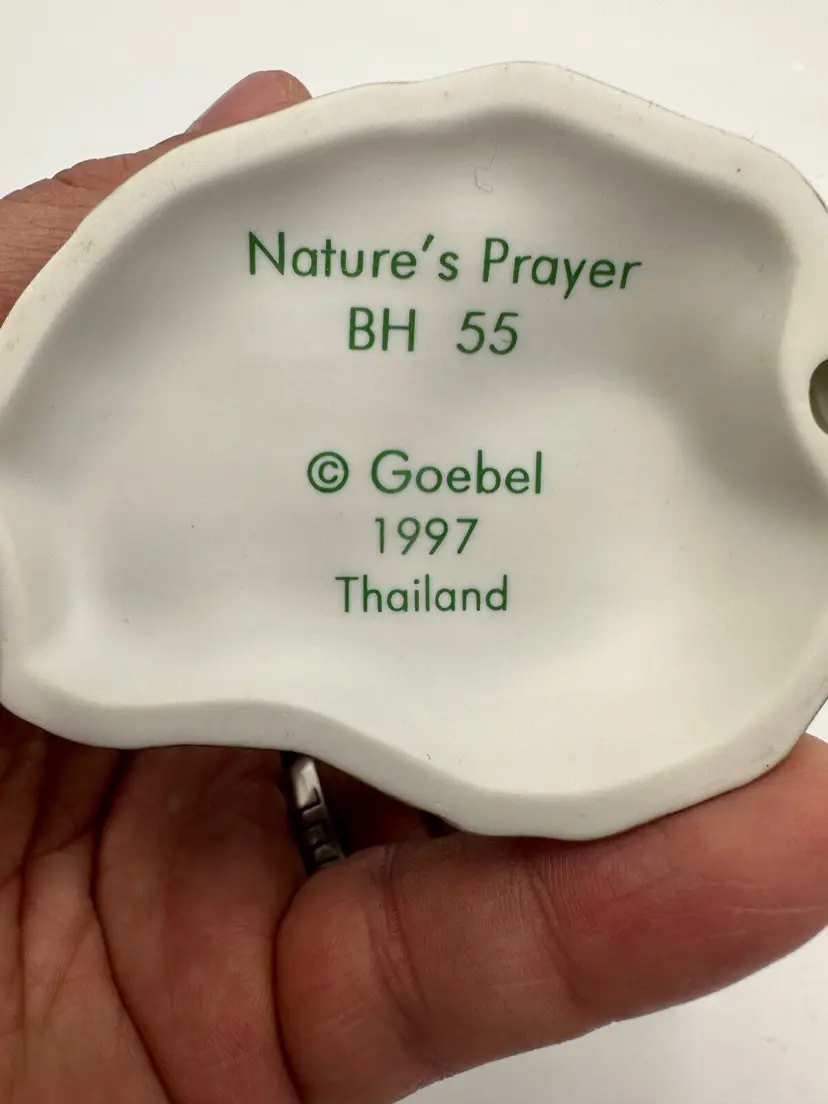 Nature's Prayer
BH 55
© Goebel
1997
Thailand